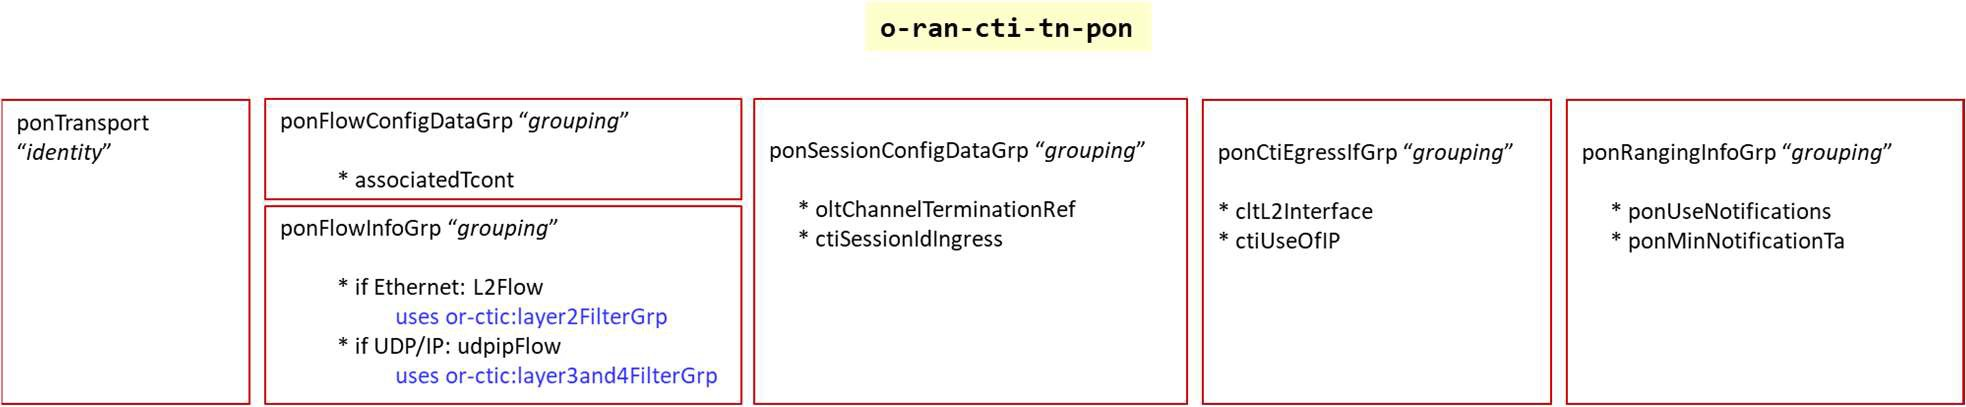 o-ran-cti-tn-pon
ponTransport
“identity”
ponFlowConfigDataGrp “grouping”
* associatedTcont
ponFlowInfoGrp “grouping”
* if Ethernet: L2Flow
uses or-ctic:layer2FilterGrp
* if UDP/IP: udpipFlow
uses or-ctic:layer3and4FilterGrp
ponSessionConfigDataGrp “grouping”
* oltChannelTerminationRef
* ctiSessionIdIngress
ponCtiEgressIfGrp “grouping”
* cltL2Interface
* ctiUseOfIP
ponRangingInfoGrp “grouping”
* ponUseNotifications
* ponMinNotificationTa